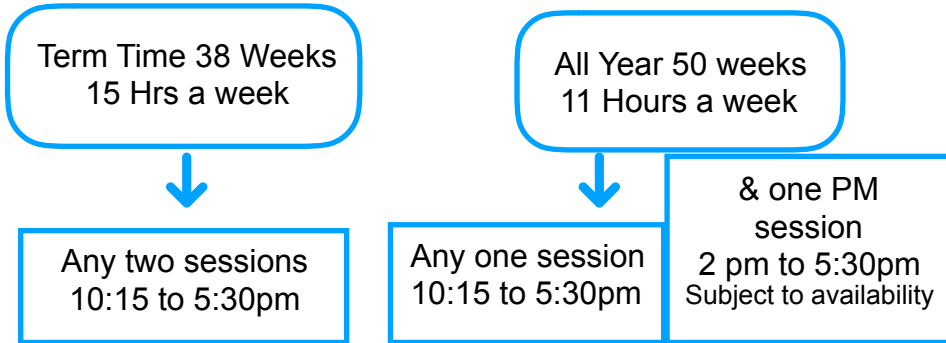 Term Time 38 Weeks
15 Hrs a week
Any two sessions
10:15 to 5:30pm
All Year 50 weeks
11 Hours a week
Any one session
10:15 to 5:30pm
& one PM
session
2 pm to 5:30pm
Subject to availability